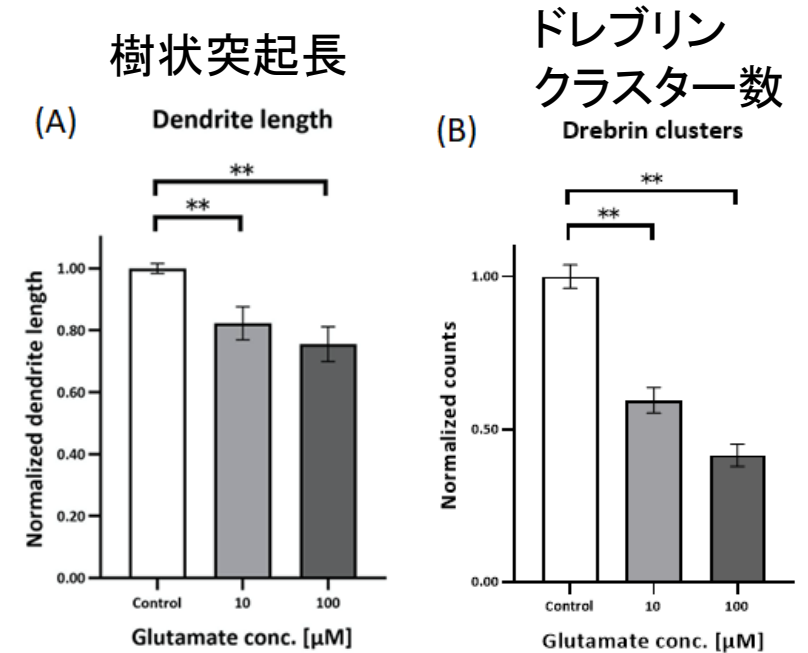 樹状突起長
(A)
Dendrite length
**
**
Normalized dendrite length
1.00
0.80
0.60
0.40
0.20
0.00
Control
10
100
Glutamate conc. [µM]
ドレブリン
クラスター数
(B)
Drebrin clusters
**
**
Normalized counts
1.00
0.50
0.00
Control
10
100
Glutamate conc. [µM]